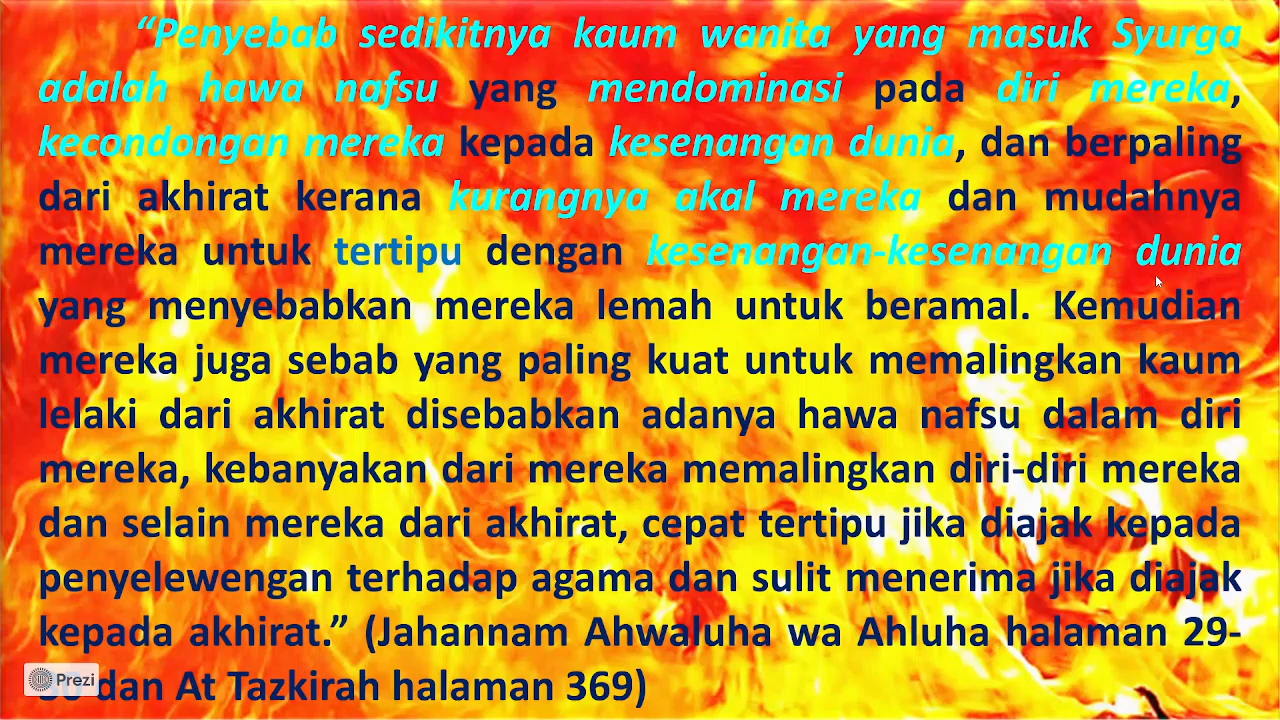 “Penyebab sedikitnya kaum wanita yang masuk Syurga
adalah hawa nafsu yang mendominasi pada diri mereka,
kecondongan mereka kepada kesenangan dunia, dan berpaling
dari akhirat kerana kurangnya akal mereka dan mudahnya
mereka untuk tertipu dengan kesenangan-kesenangan dunia
yang menyebabkan mereka lemah untuk beramal. Kemudian
mereka juga sebab yang paling kuat untuk memalingkan kaum
lelaki dari akhirat disebabkan adanya hawa nafsu dalam diri
mereka, kebanyakan dari mereka memalingkan diri-diri mereka
dan selain mereka dari akhirat, cepat tertipu jika diajak kepada
penyelewengan terhadap agama dan sulit menerima jika diajak
kepada akhirat.” (Jahannam Ahwaluha wa Ahluha halaman 29-
dan At Tazkirah halaman 369)
Prezi